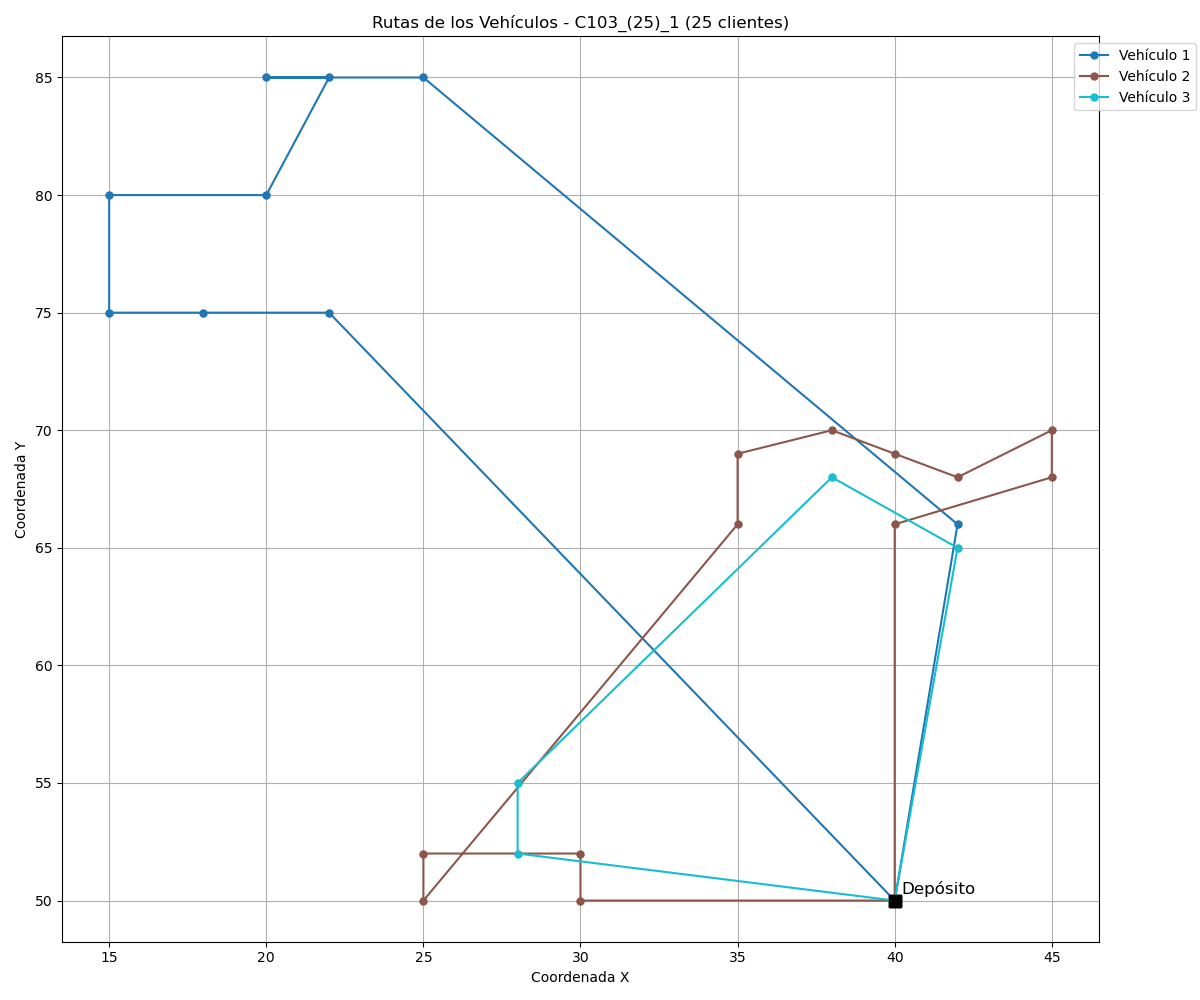 Rutas de los Vehículos - C103_(25)_1 (25 clientes)
Vehículo 1
Vehículo 2
Vehículo 3
Coordenada Y
85
80
75
70
65
60
55
50
Depósito
15 20 25 30 35 40 45
Coordenada X